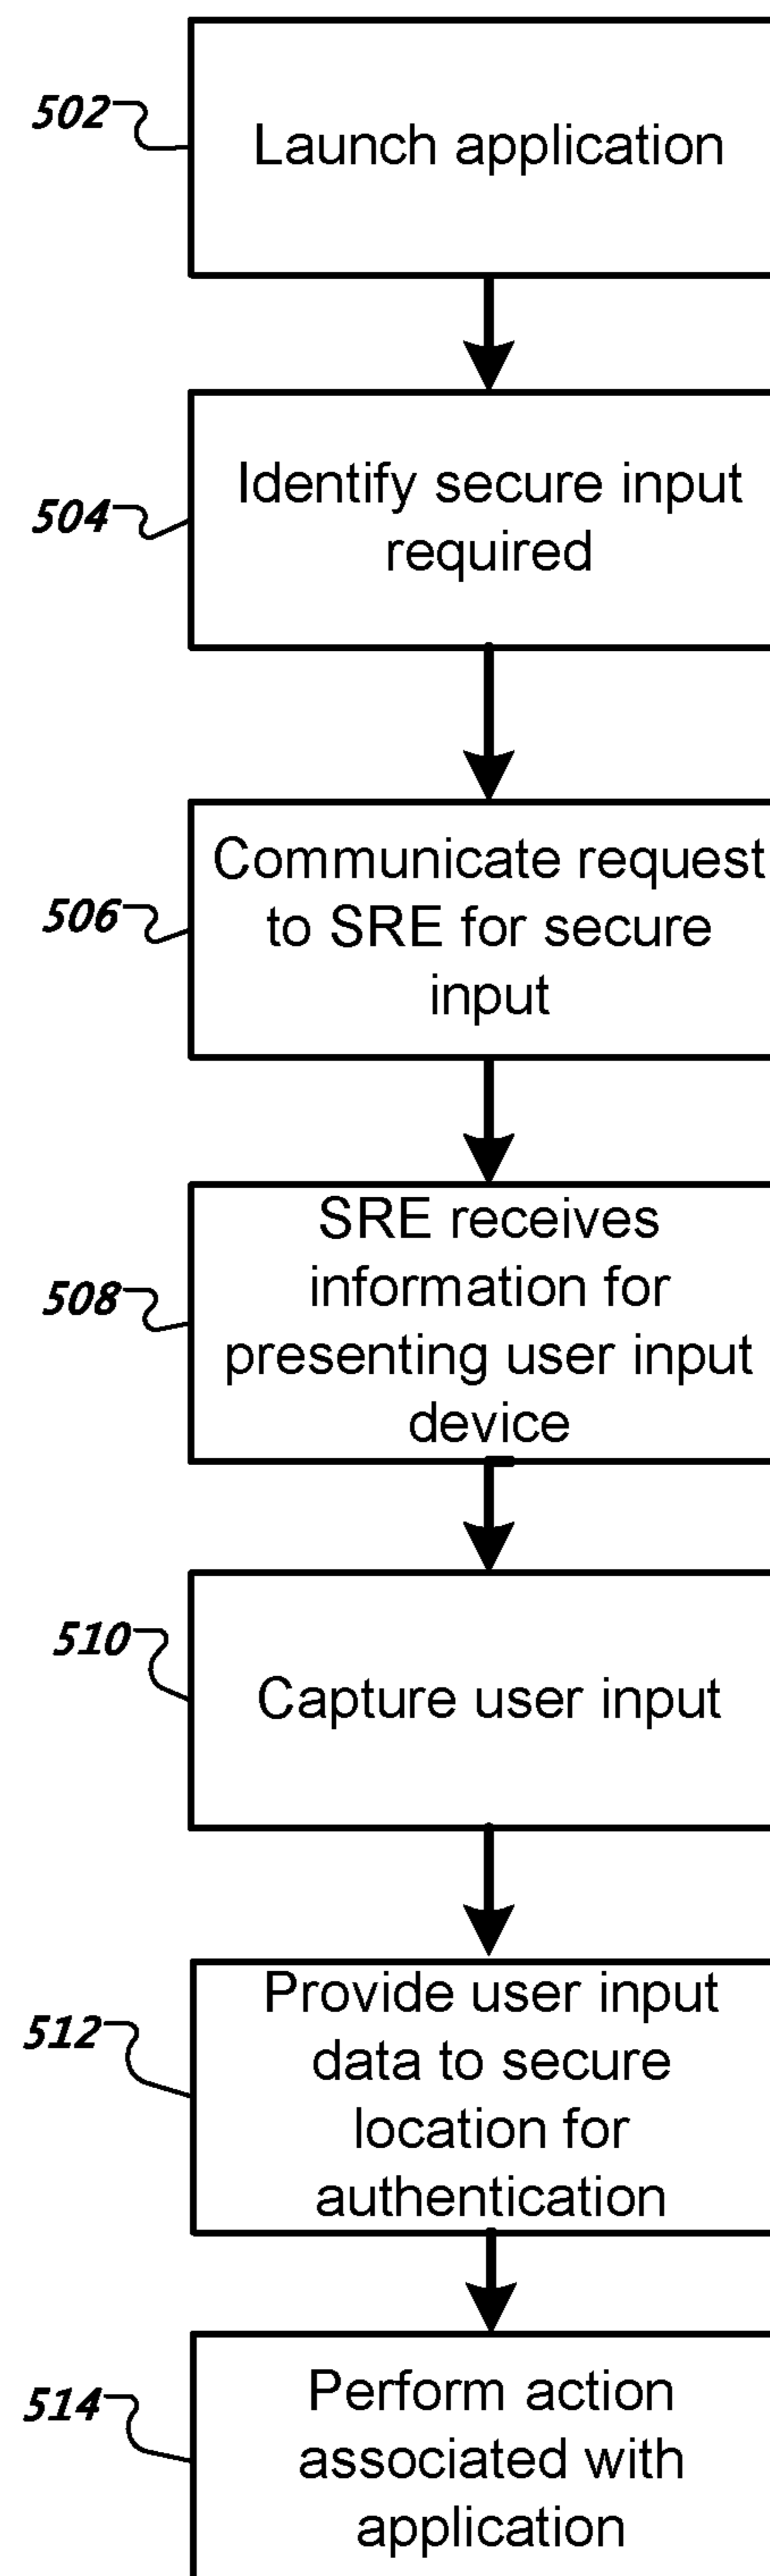 502
Launch application
504
Identify secure input
required
506
Communicate request
to SRE for secure
input
508
SRE receives
information for
presenting user input
device
510
Capture user input
512
Provide user input
data to secure
location for
authentication
514
Perform action
associated with
application